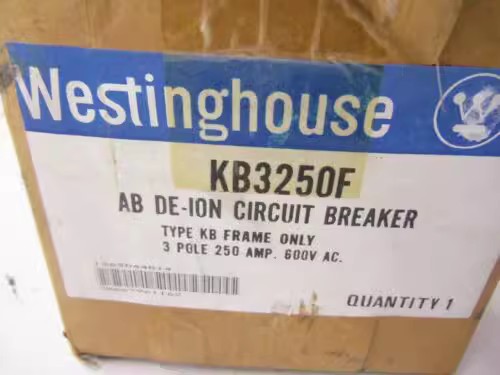 Westinghouse
KB3250F
AB DE-ION CIRCUIT BREAKER
TYPE KB FRAME ONLY
3 POLE 250 AMP. 600V AC.
QUANTITY 1